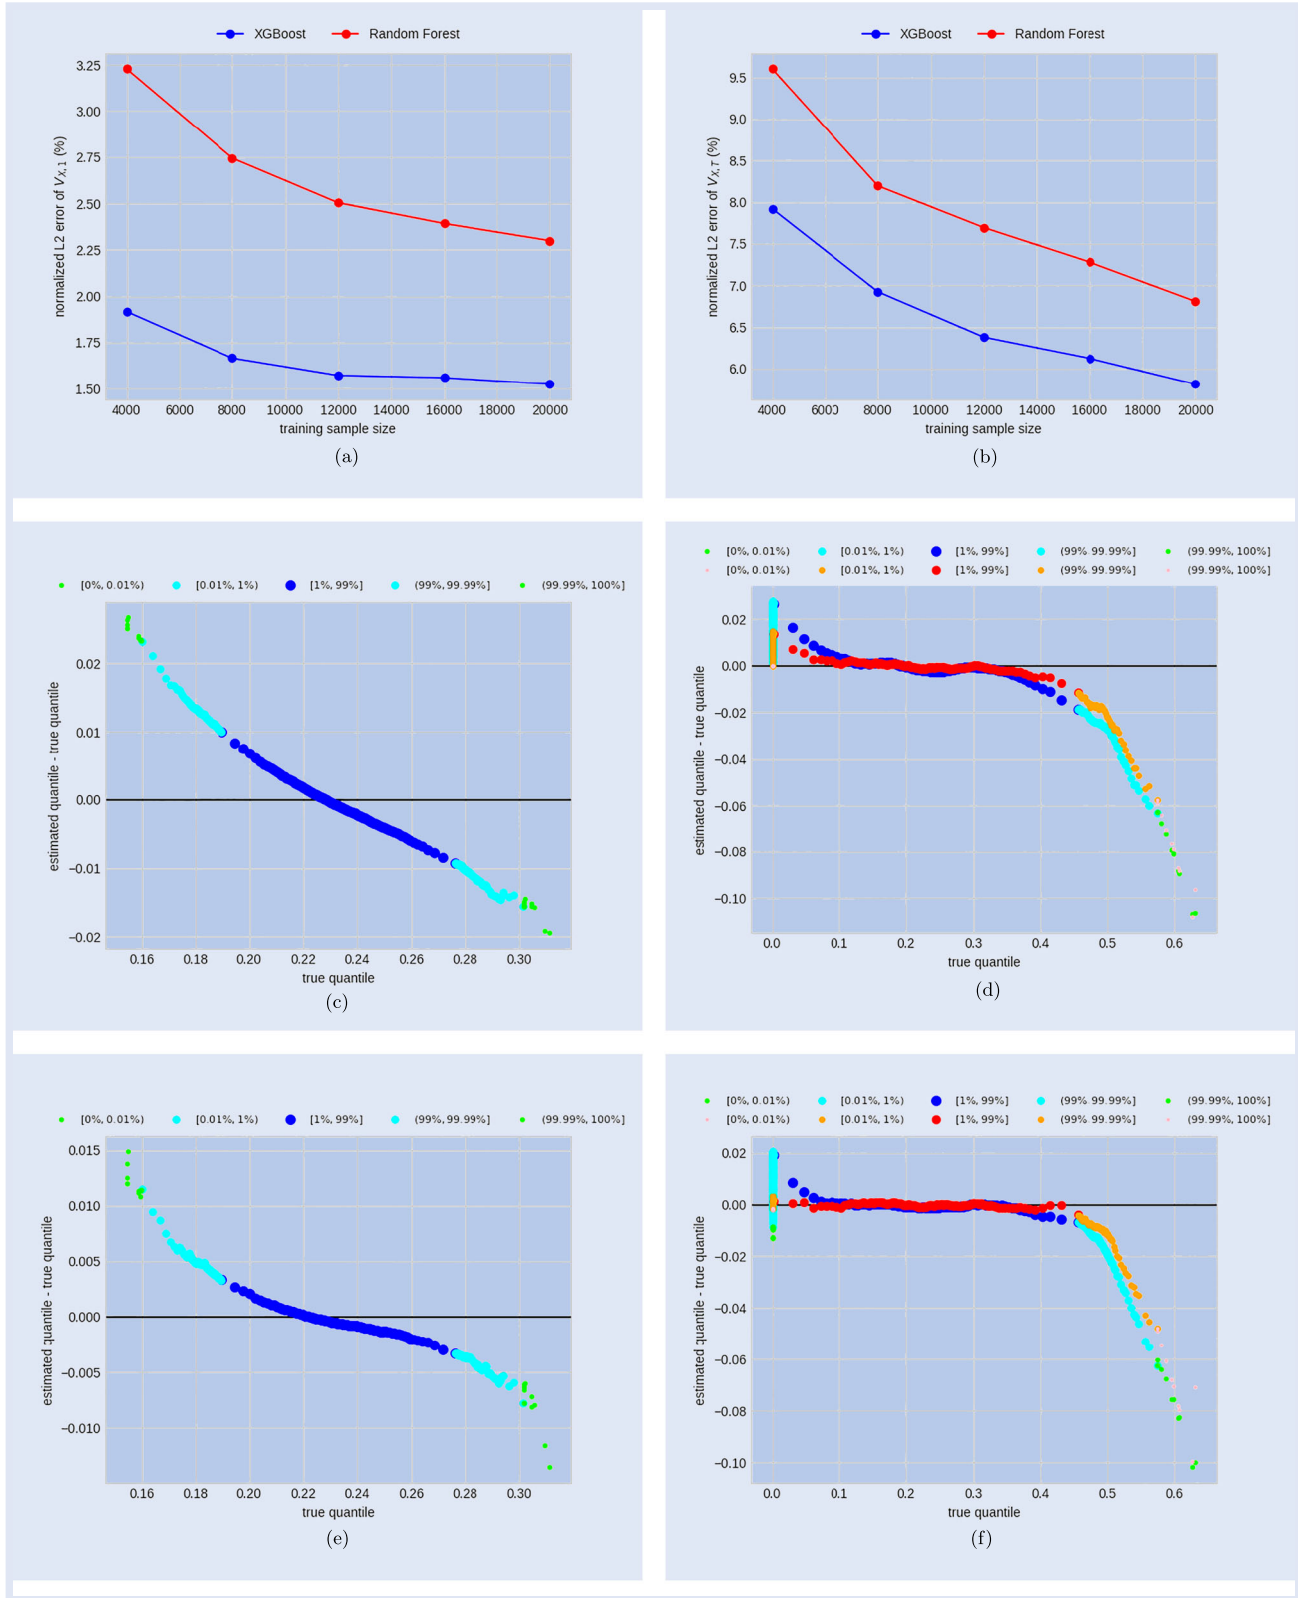 XGBoost Random Forest
normalized L2 error of V_{X,1} (%)
3.25
3.00
2.75
2.50
2.25
2.00
1.75
1.50
4000 6000 8000 10000 12000 14000 16000 18000 20000
training sample size
(a)
XGBoost Random Forest
normalized L2 error of V_{X,T} (%)
9.5
9.0
8.5
8.0
7.5
7.0
6.5
6.0
4000 6003 8000 10000 12000 14000 16000 18000 20000
training sample size
(b)
[0%, 0.01%) [0.01%, 1%) [1%, 99%] (99%, 99.99%] (99.99%, 100%]
estimated quantile - true quantile
0.02
0.01
0.00
−0.01
−0.02
0.16 0.18 0.20 0.22 0.24 0.26 0.28 0.30
true quantile
(c)
[0%, 0.01%) [0.01%, 1%) [1%, 99%] (99% 99.99%] (99.99%, 100%]
[0%, 0.01%) [0.01%, 1%) [1%, 99%] (99% 99.99%] (99.99%, 100%]
estimated quantile - true quantile
0.02
0.00
−0.02
−0.04
−0.06
−0.08
−0.10
0.0 0.1 0.2 0.3 0.4 0.5 0.6
true quantile
(d)
[0%, 0.01%) [0.01%, 1%) [1%, 99%] (99%, 99.99%] (99.99%, 100%]
estimated quantile - true quantile
0.015
0.010
0.005
0.000
−0.005
−0.010
0.16 0.18 0.20 0.22 0.24 0.26 0.28 0.30
true quantile
(e)
[0%, 0.01%) [0.01%, 1%) [1%, 99%] (99% 99.99%] (99.99%, 100%]
[0%, 0.01%) [0.01%, 1%) [1%, 99%] (99% 99.99%] (99.99%, 100%]
estimated quantile - true quantile
0.02
0.00
−0.02
−0.04
−0.06
−0.08
−0.10
0.0 0.1 0.2 0.3 0.4 0.5 0.6
true quantile
(f)